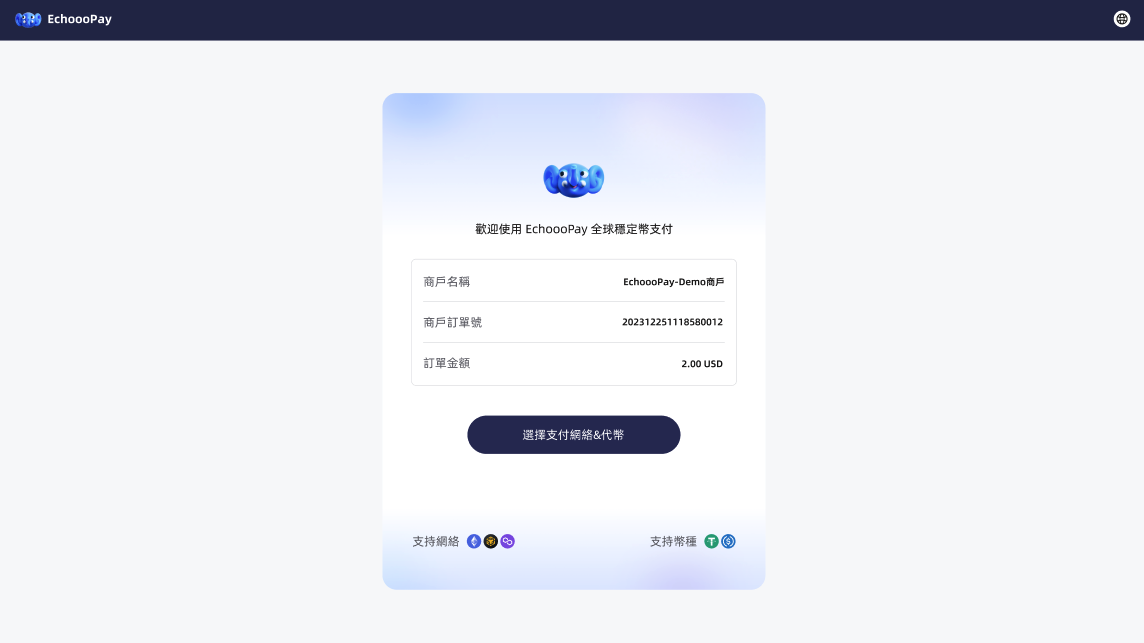 EchoooPay
歡迎使用 EchoooPay 全球穩定幣支付
商戶名稱 EchoooPay-Demo商戶
商戶訂單號 202312251118580012
訂單金額 2.00 USD
選擇支付網絡&代幣
支持網絡 支持幣種